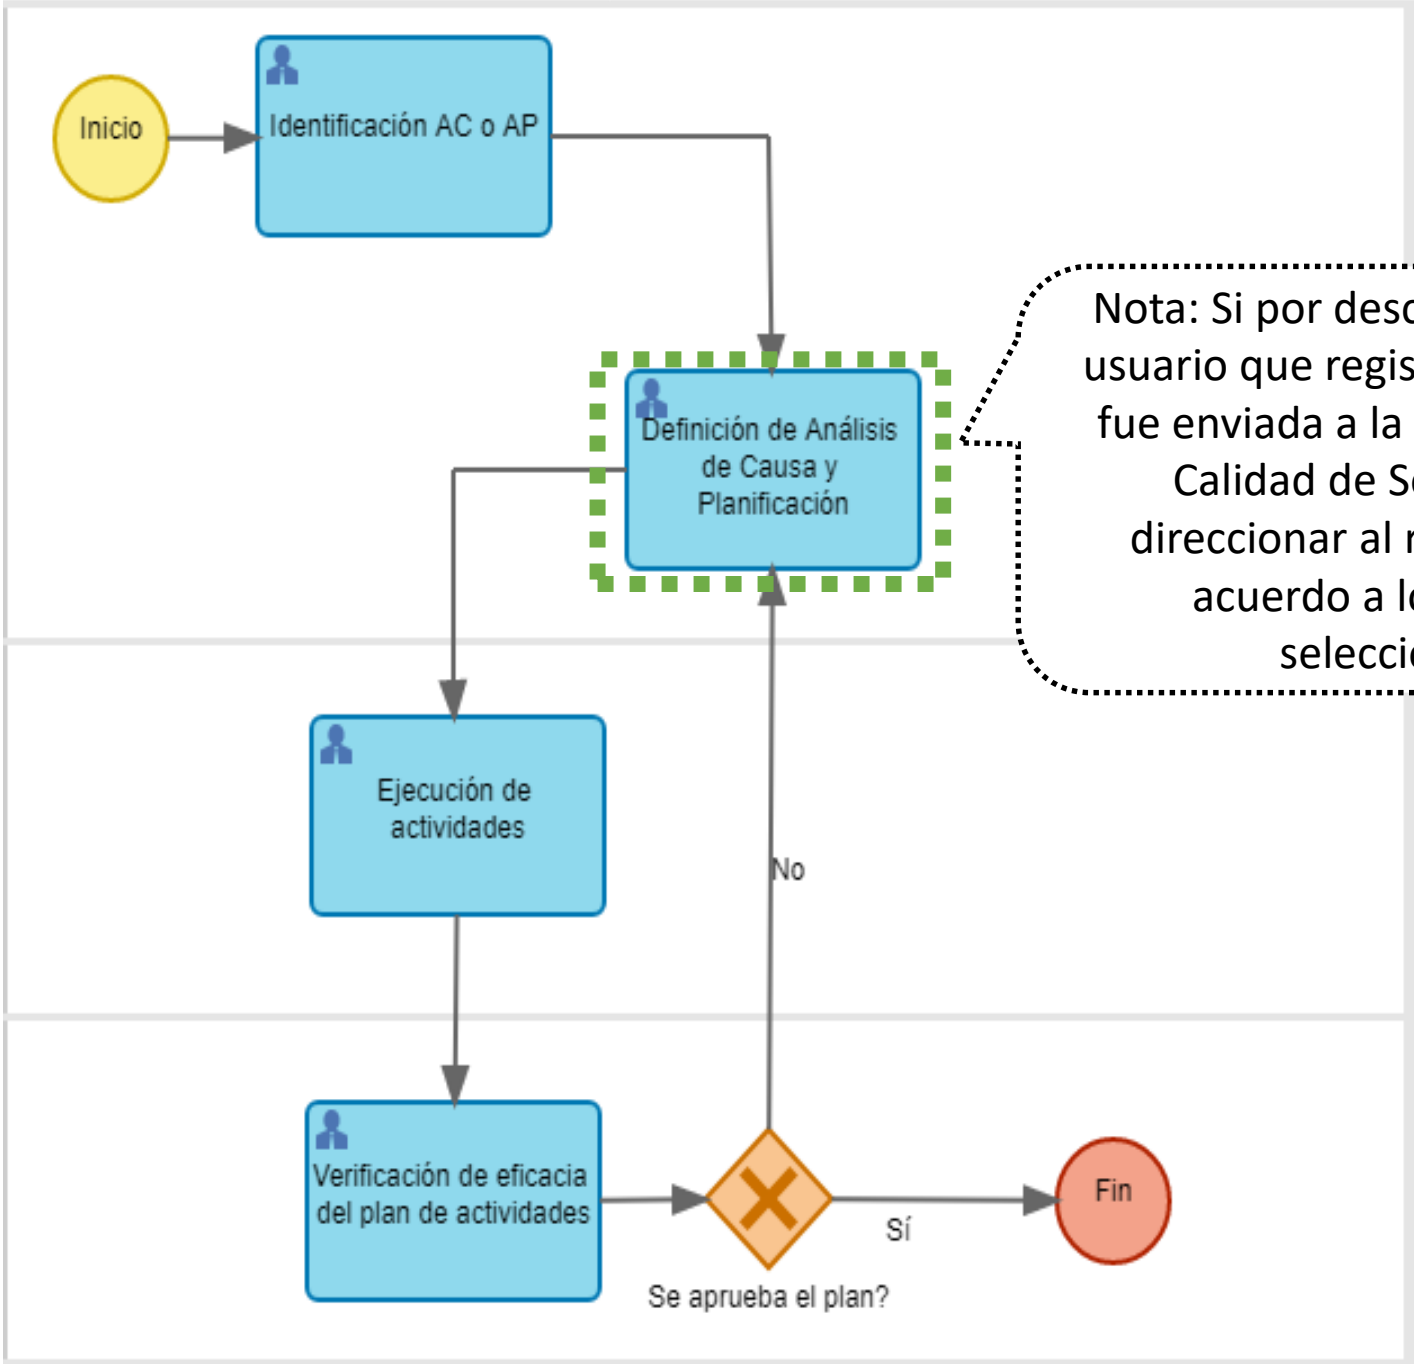 Inicio
Identificación AC o AP
Nota: Si por
usuario que
fue enviada a la
Calidad de
direccionar al
acuerdo a
Definición de Análisis
de Causa y
Planificación
Ejecución de
actividades
No
Verificación de eficacia
del plan de actividades
Sí
Fin
Se aprueba el plan?